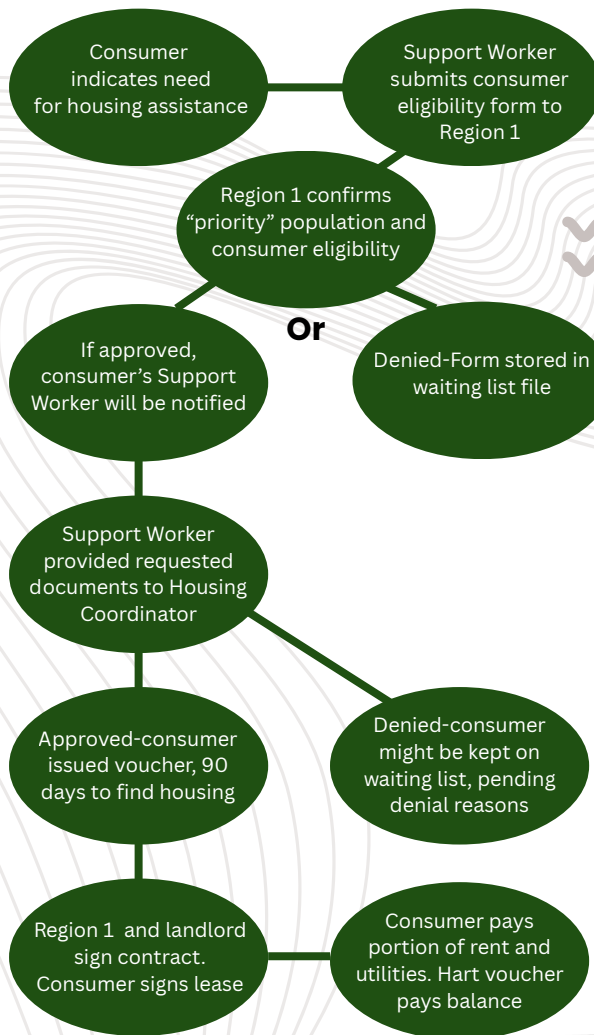 Consumer
indicates need
for housing assistance
Support Worker
submits consumer
eligibility form to
Region 1
Region 1 confirms
“priority” population and
consumer eligibility
Or
If approved,
consumer’s Support
Worker will be notified
Denied-Form stored in
waiting list file
Support Worker
provided requested
documents to Housing
Coordinator
Approved-consumer
issued voucher, 90
days to find housing
Denied-consumer
might be kept on
waiting list, pending
denial reasons
Region 1 and landlord
sign contract.
Consumer signs lease
Consumer pays
portion of rent and
utilities. Hart voucher
pays balance